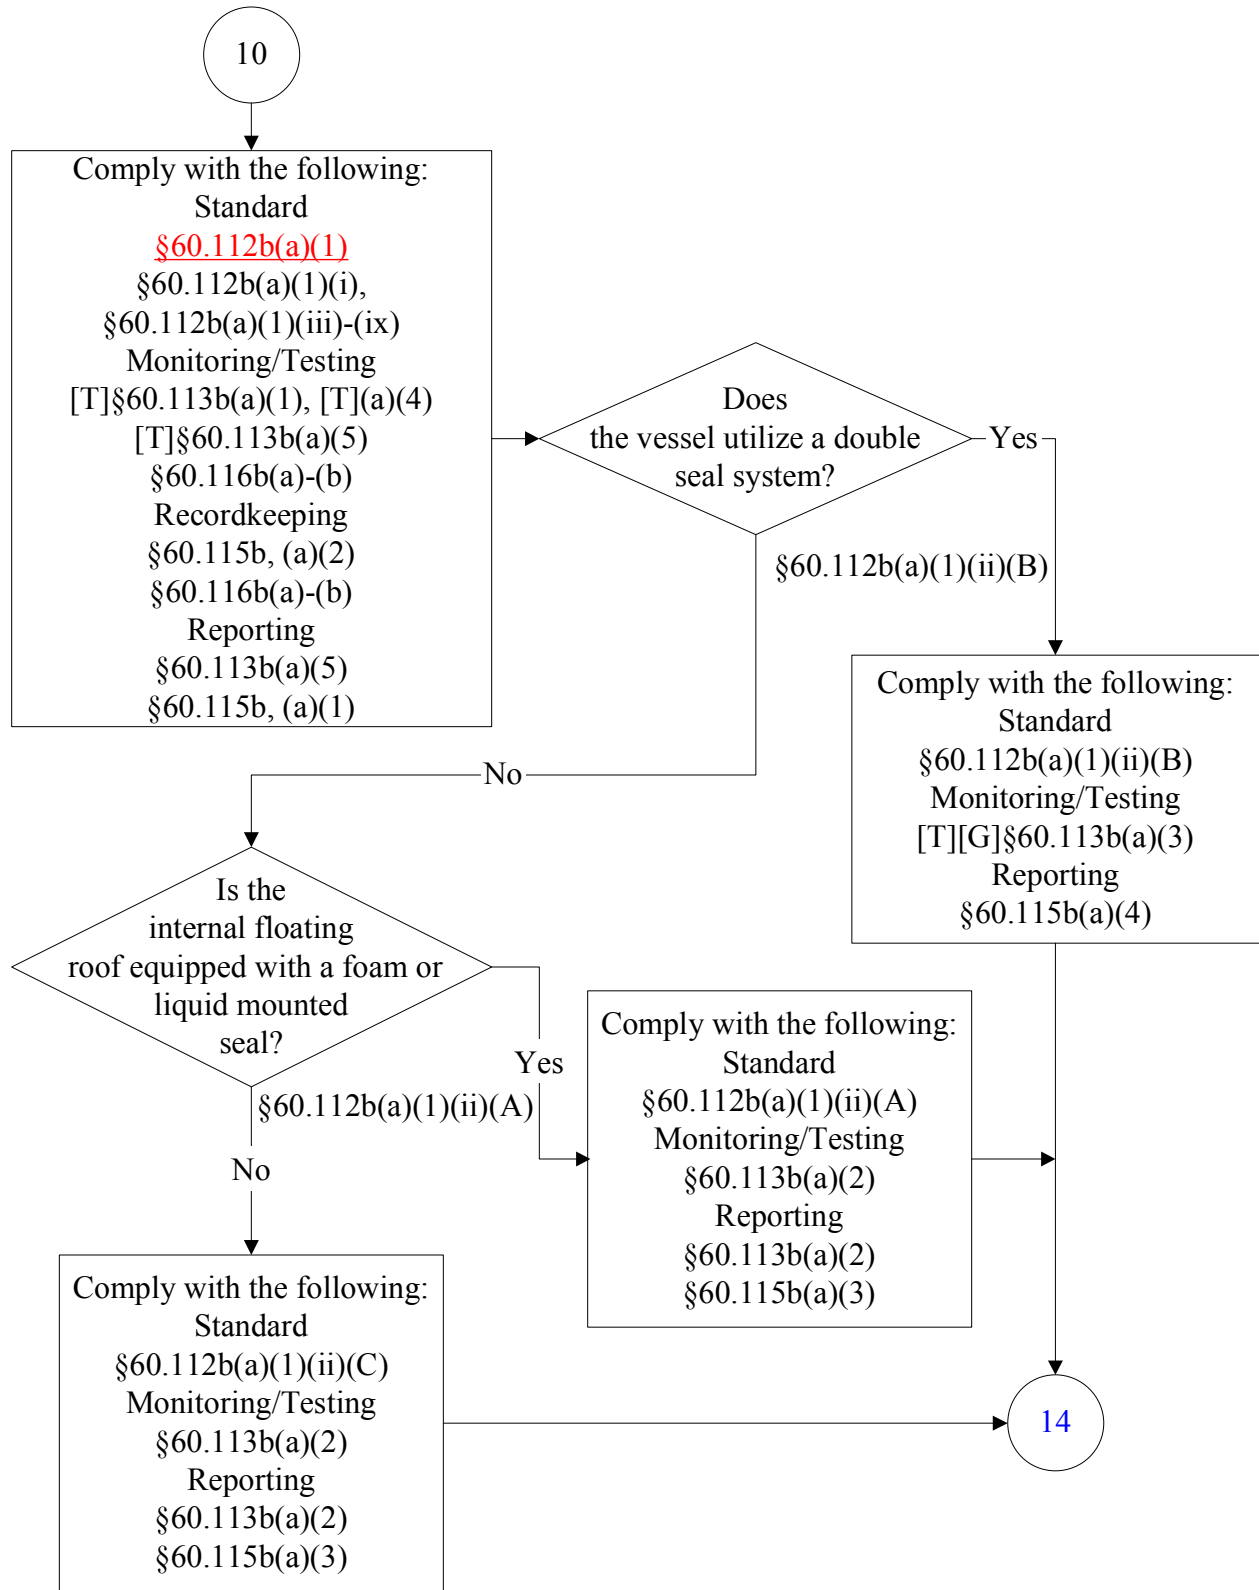 10
Comply with the following:
Standard
§60.112b(a)(1)
§60.112b(a)(1)(i),
§60.112b(a)(1)(iii)-(ix)
Monitoring/Testing
[T]§60.113b(a)(1), [T](a)(4)
[T]§60.113b(a)(5)
§60.116b(a)-(b)
Recordkeeping
§60.115b, (a)(2)
§60.116b(a)-(b)
Reporting
§60.113b(a)(5)
§60.115b, (a)(1)
Does
the vessel utilize a double
seal system?
Yes
§60.112b(a)(1)(ii)(B)
Comply with the following:
Standard
§60.112b(a)(1)(ii)(B)
Monitoring/Testing
[T][G]§60.113b(a)(3)
Reporting
§60.115b(a)(4)
No
Is the
internal floating
roof equipped with a foam or
liquid mounted
seal?
Yes
§60.112b(a)(1)(ii)(A)
Comply with the following:
Standard
§60.112b(a)(1)(ii)(A)
Monitoring/Testing
§60.113b(a)(2)
Reporting
§60.113b(a)(2)
§60.115b(a)(3)
No
Comply with the following:
Standard
§60.112b(a)(1)(ii)(C)
Monitoring/Testing
§60.113b(a)(2)
Reporting
§60.113b(a)(2)
§60.115b(a)(3)
14